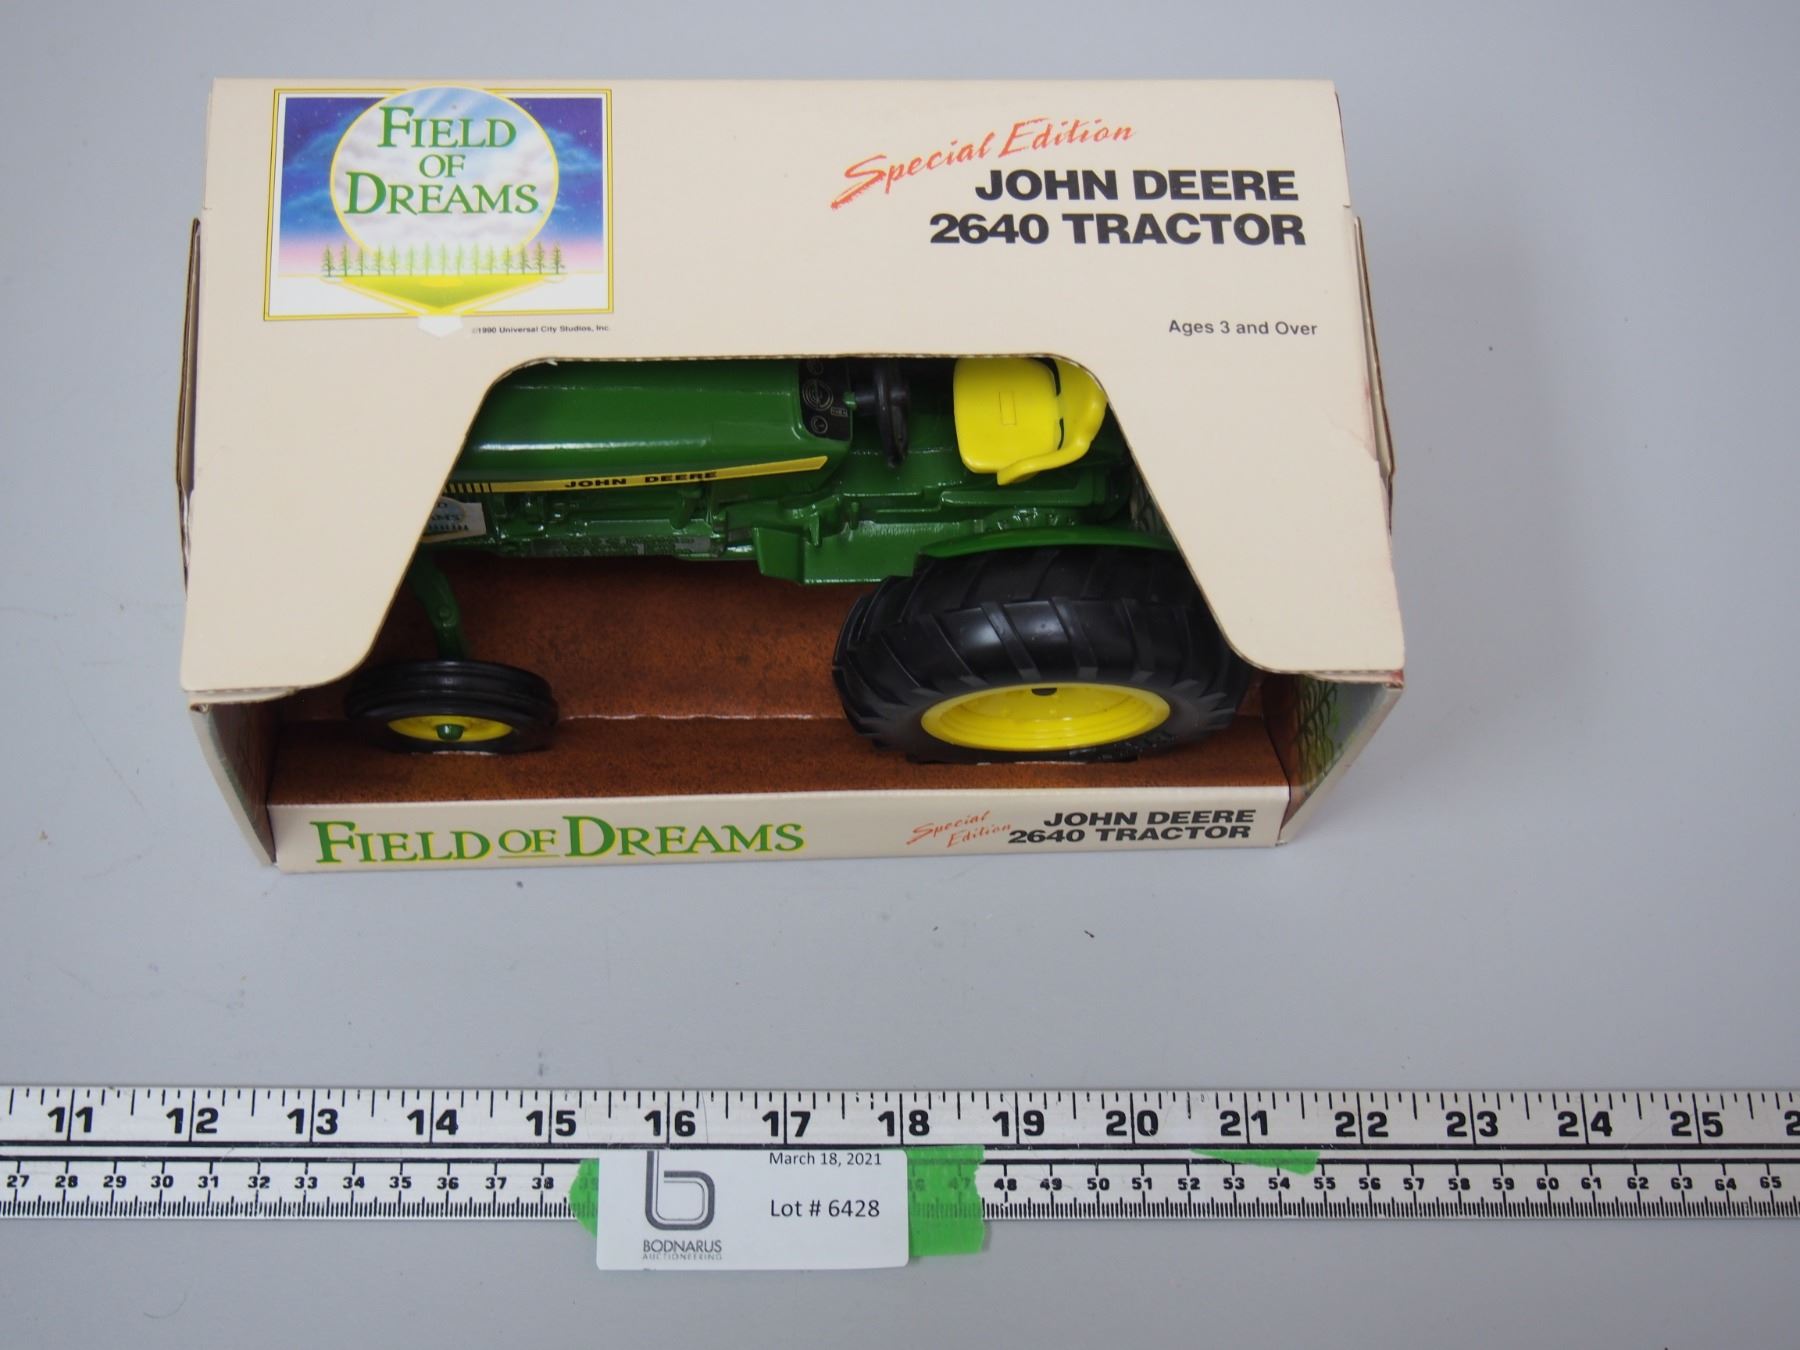 FIELD
OF
DREAMS
Special Edition
JOHN DEERE
2640 TRACTOR
©1990 Universal City Studios, Inc.
Ages 3 and Over
JOHN DEERE
FIELD OF DREAMS
Special
Edition
JOHN DEERE
2640 TRACTOR
11 12 13 14 15 16 17 18 19 20 21 22 23 24 25 2
27 28 29 30 31 32 33 34 35 36 37 38 48 49 50 51 52 53 54 55 56 57 58 59 60 61 62 63 64 65
March 18, 2021
Lot # 6428
b
BODNARUS
AUCTIONEERING